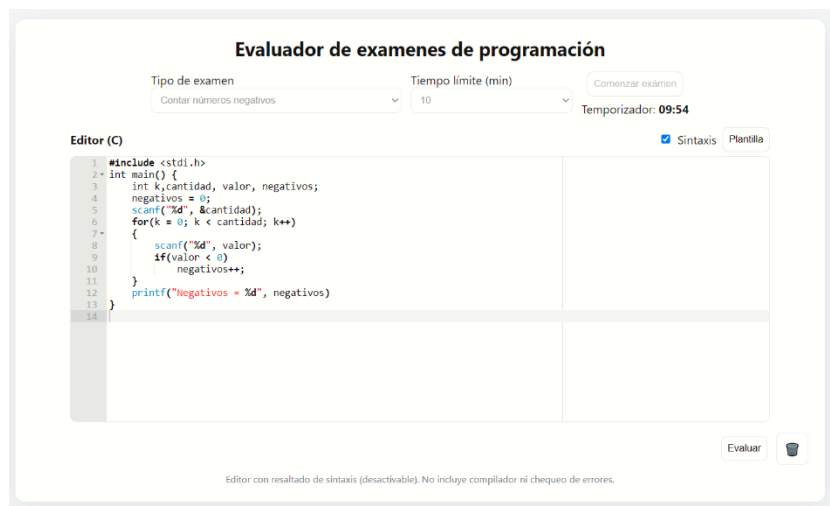 Evaluador de examenes de programación
Tipo de examen
Tiempo límite (min)
Contar números negativos
10
Comenzar exámen
Temporizador: 09:54
Editor (C)
Sintaxis
Plantilla
1 #include <stdi.h>
2 int main() {
3 int k,cantidad, valor, negativos;
4 negativos = 0;
5 scanf("%d", &cantidad);
6 for(k = 0; k < cantidad; k++)
7 {
8 scanf("%d", valor);
9 if(valor < 0)
10 negativos++;
11 }
12 printf("Negativos = %d", negativos)
13 }
14
Evaluar
Editor con resaltado de sintaxis (desactivable). No incluye compilador ni chequeo de errores.